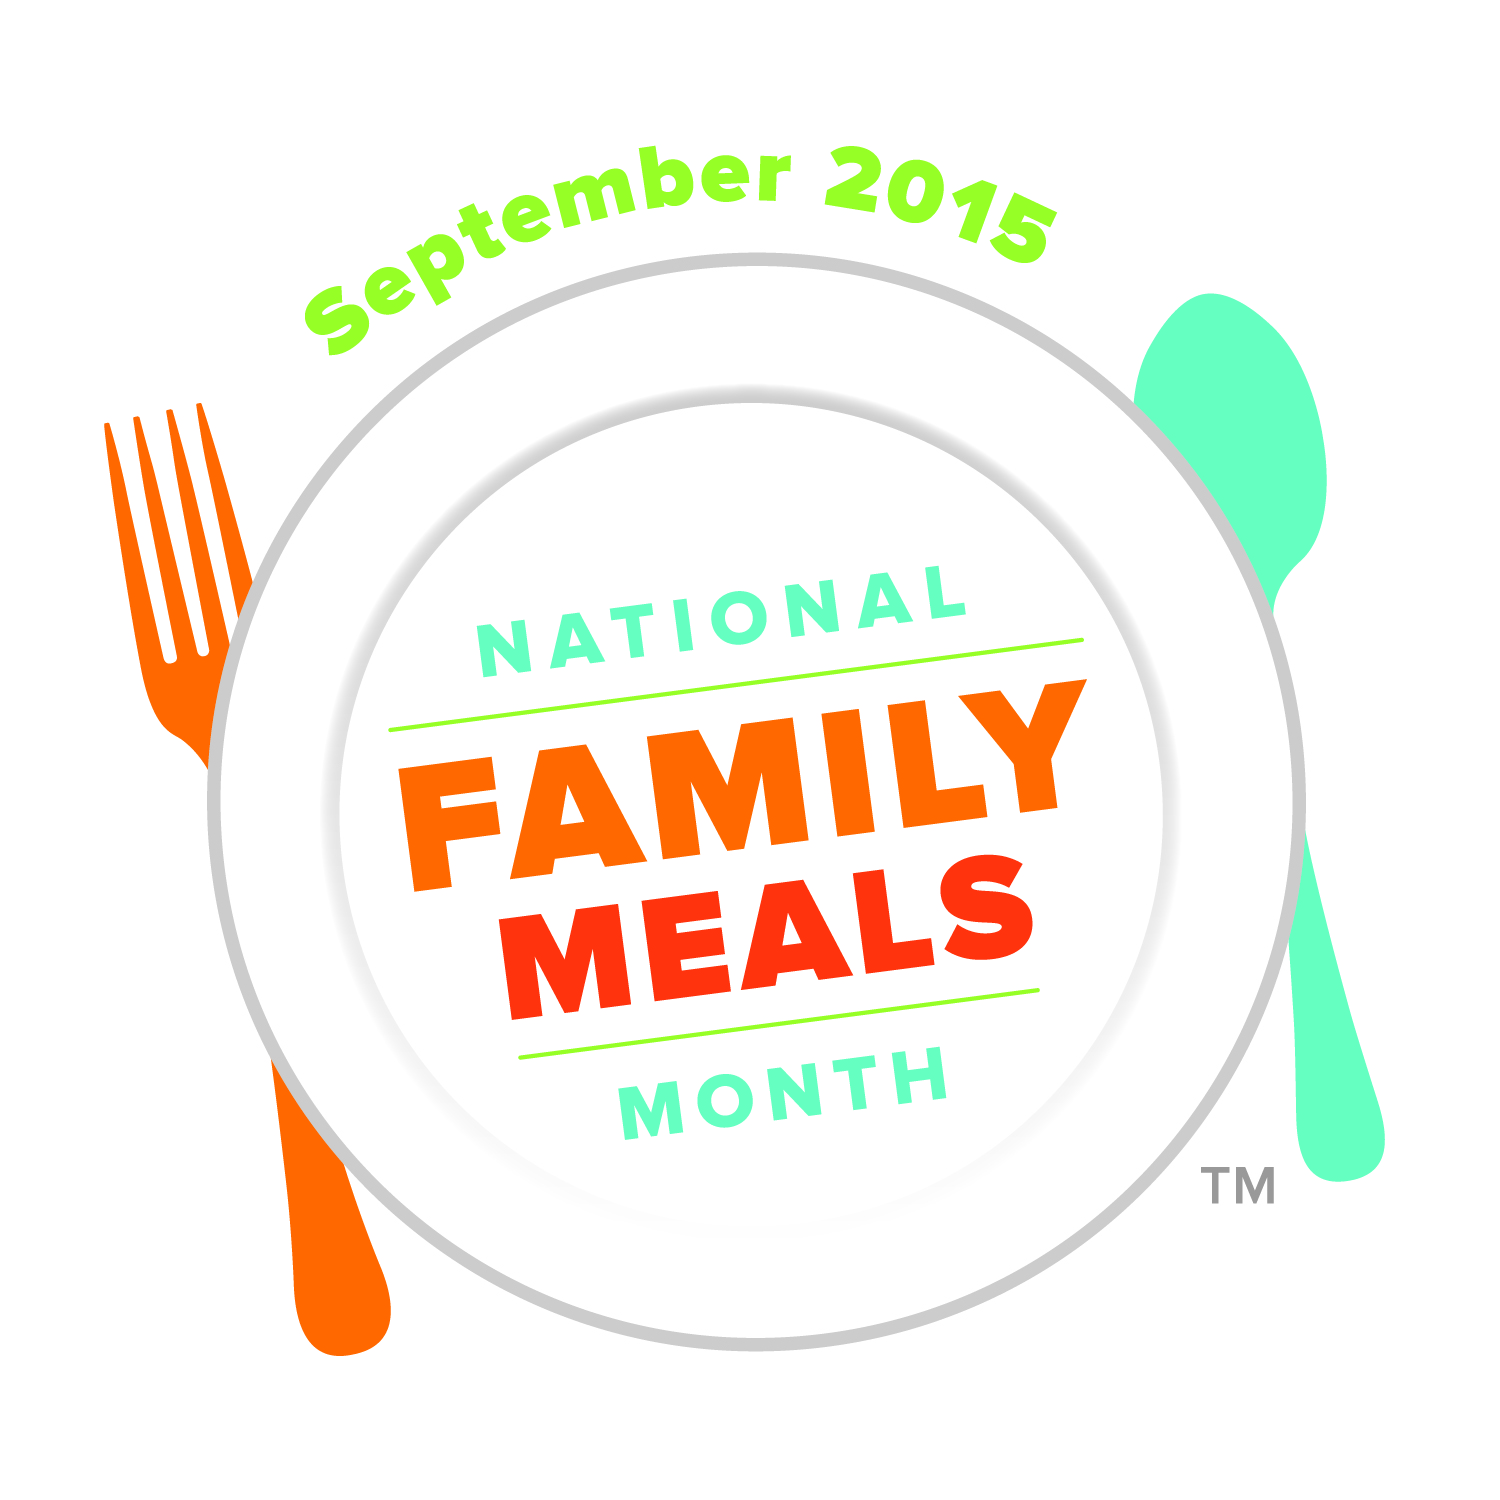 September 2015
NATIONAL
FAMILY
MEALS
MONTH
TM